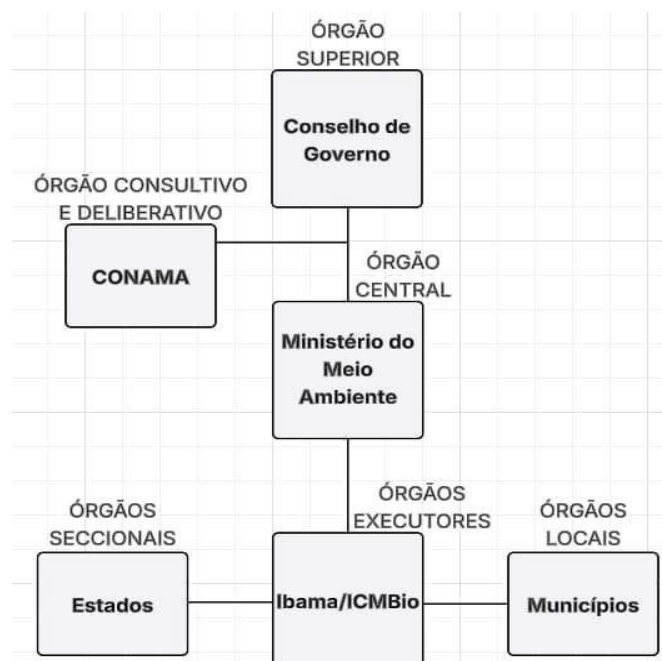 ÓRGÃO
SUPERIOR
Conselho de
Governo
ÓRGÃO CONSULTIVO
E DELIBERATIVO
CONAMA
ÓRGÃO
CENTRAL
Ministério do
Meio
Ambiente
ÓRGÃOS
SECCIONAIS
Estados
ÓRGÃOS
EXECUTORES
Ibama/ICMBio
ÓRGÃOS
LOCAIS
Municípios